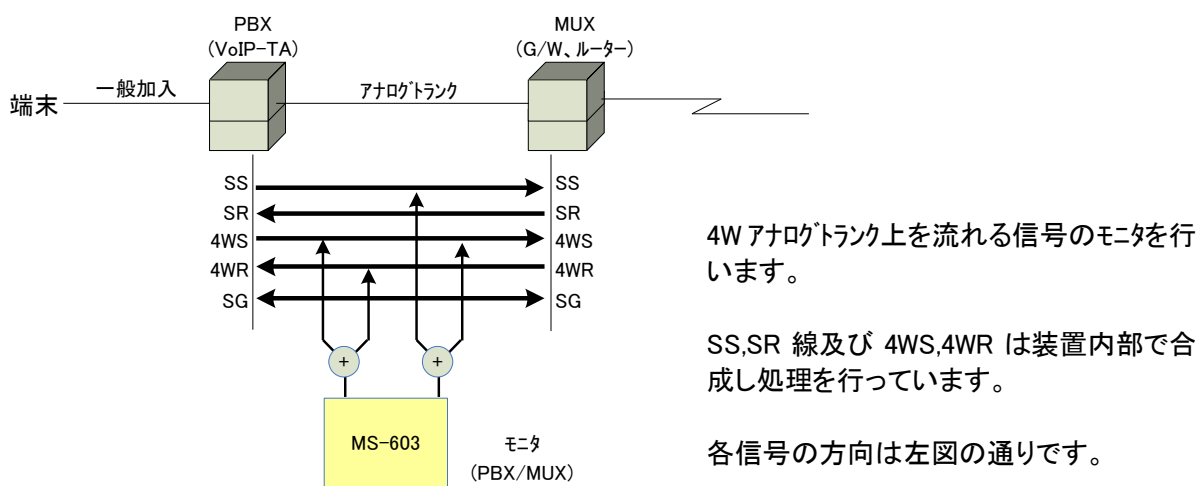 PBX
(VoIP-TA)
MUX
(G/W、ﾙｰﾀｰ)
端末
一般加入
ｱﾅﾛｸﾞﾄﾗﾝｸ
SS
SR
4WS
4WR
SG
SS
SR
4WS
4WR
SG
+
+
MS-603
ﾓﾆﾀ
(PBX/MUX)
4W ｱﾅﾛｸﾞﾄﾗﾝｸ上を流れる信号のﾓﾆﾀを行
います。
SS,SR 線及び 4WS,4WR は装置内部で合
成し処理を行っています。
各信号の方向は左図の通りです。